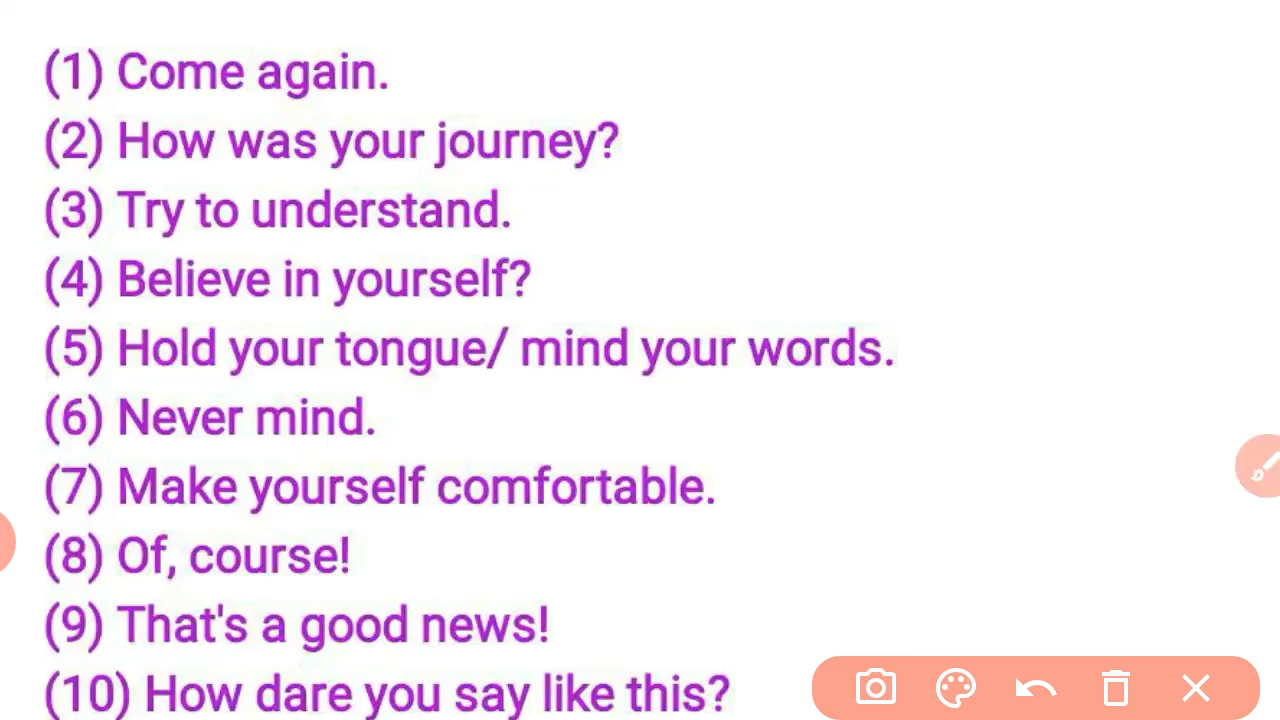 (1) Come again.
(2) How was your journey?
(3) Try to understand.
(4) Believe in yourself?
(5) Hold your tongue/ mind your words.
(6) Never mind.
(7) Make yourself comfortable.
(8) Of, course!
(9) That's a good news!
(10) How dare you say like this?